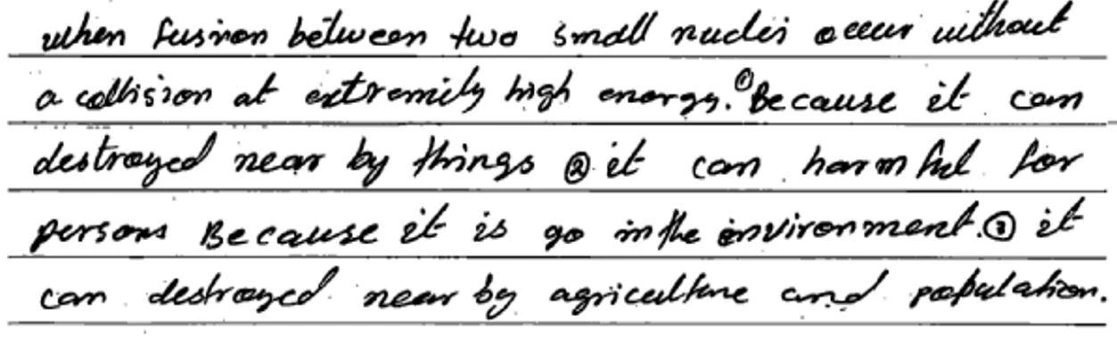 when fusion between two small nuclei occur without
a collision at extremily high energy. ① Because it can
destroyed near by things ② it can harmful for
persons Because it is go in the environment. ③ it
can destroyed near by agriculture and population.